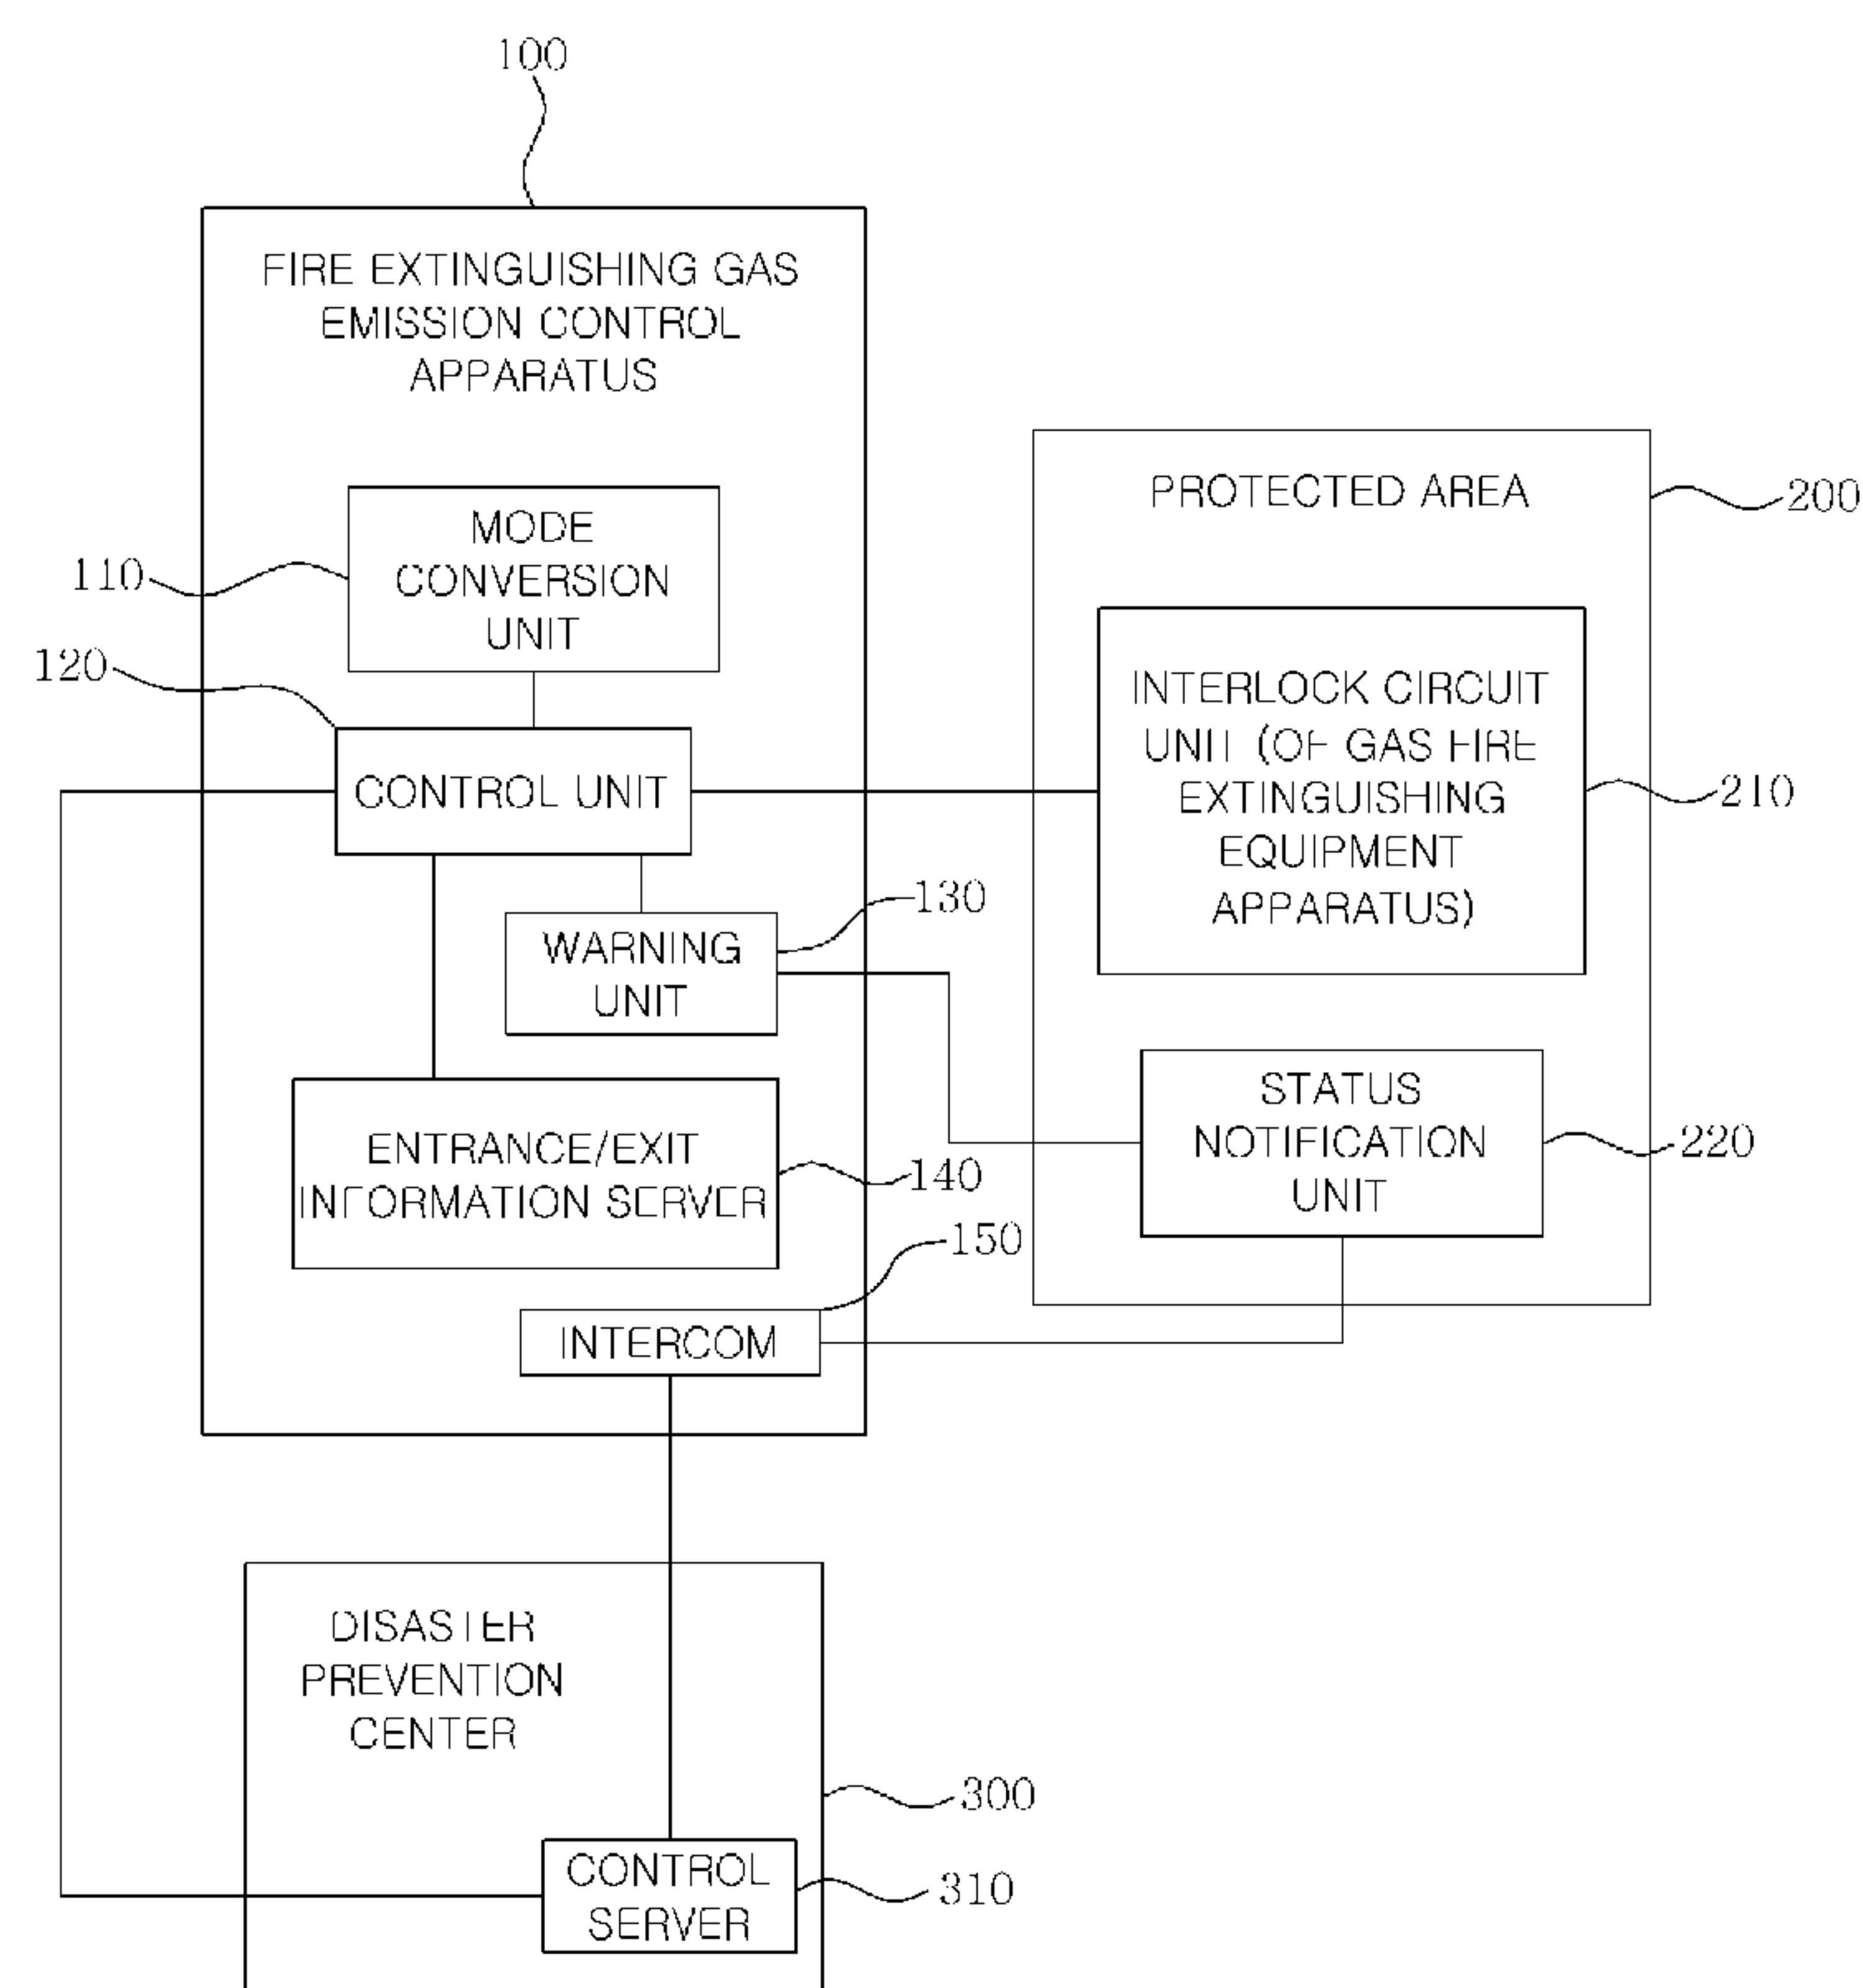 100
FIRE EXTINGUISHING GAS
EMISSION CONTROL
APPARATUS
MODE
CONVERSION
UNIT
110
120
CONTROL UNIT
WARNING
UNIT
130
ENTRANCE/EXIT
INFORMATION SERVER
140
150
INTERCOM
PROTECTED AREA
200
INTERLOCK CIRCUIT
UNIT (OF GAS FIRE
EXTINGUISHING
EQUIPMENT
APPARATUS)
210
STATUS
NOTIFICATION
UNIT
220
DISASTER
PREVENTION
CENTER
300
CONTROL
SERVER
310